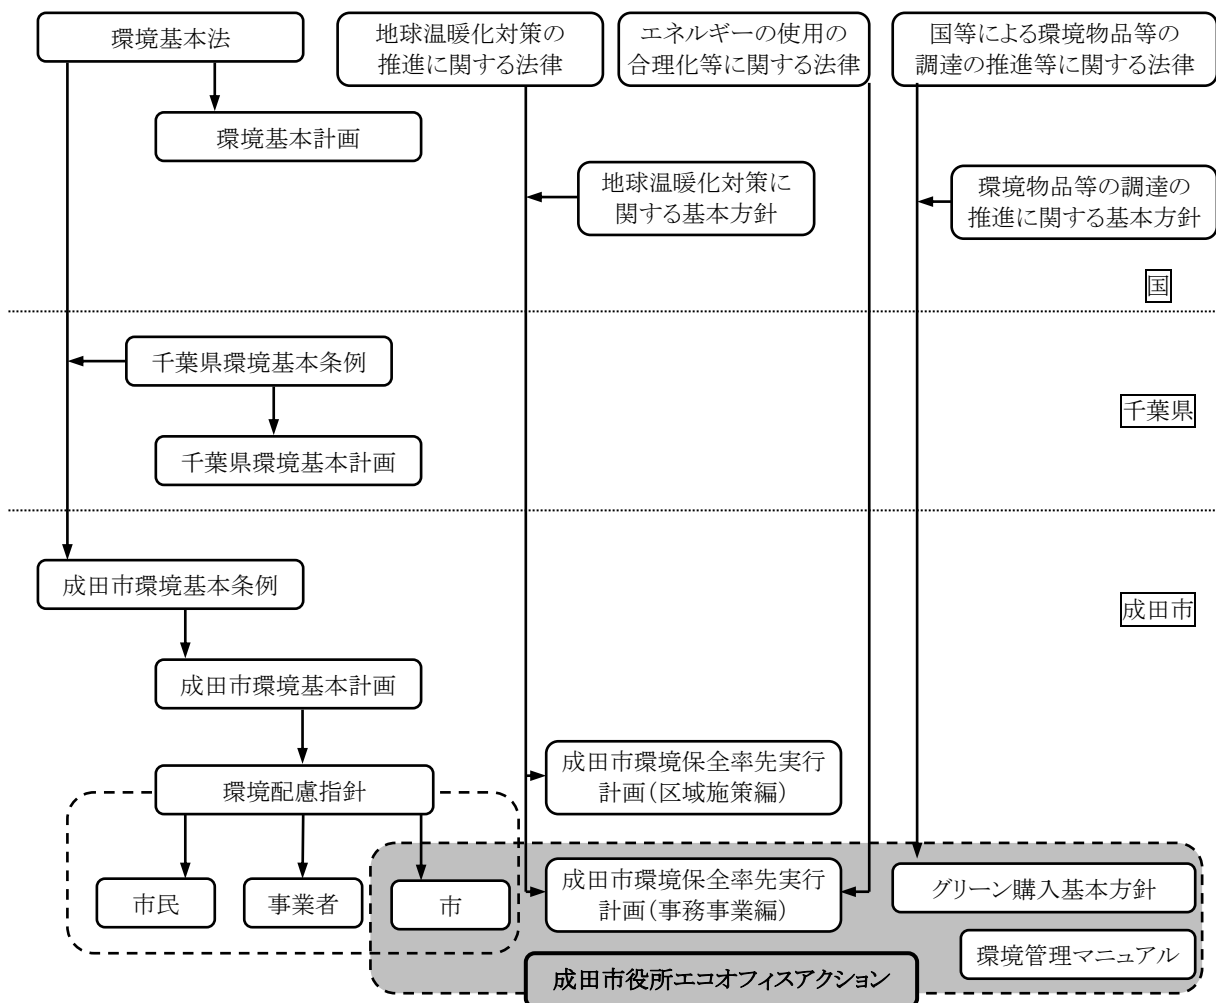 環境基本法
地球温暖化対策の
推進に関する法律
エネルギーの使用の
合理化等に関する法律
国等による環境物品等の
調達の推進等に関する法律
環境基本計画
地球温暖化対策に
関する基本方針
環境物品等の調達の
推進に関する基本方針
国
千葉県環境基本条例
千葉県
千葉県環境基本計画
成田市環境基本条例
成田市
成田市環境基本計画
環境配慮指針
成田市環境保全率先実行
計画(区域施策編)
市民
事業者
市
成田市環境保全率先実行
計画(事務事業編)
グリーン購入基本方針
環境管理マニュアル
成田市役所エコオフィスアクション